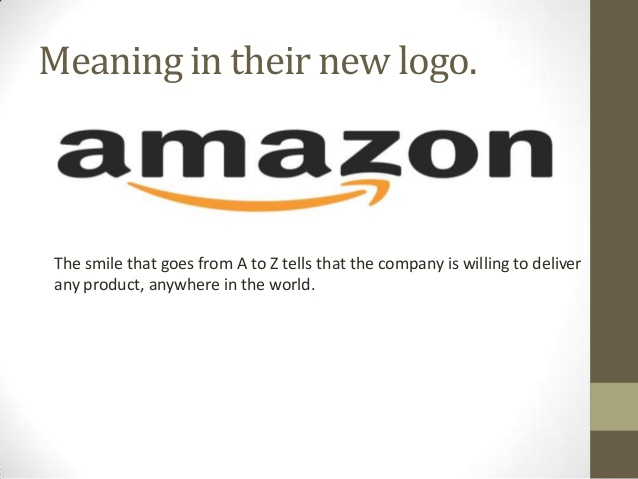 Meaning in their new logo.
amazon
The smile that goes from A to Z tells that the company is willing to deliver
any product, anywhere in the world.